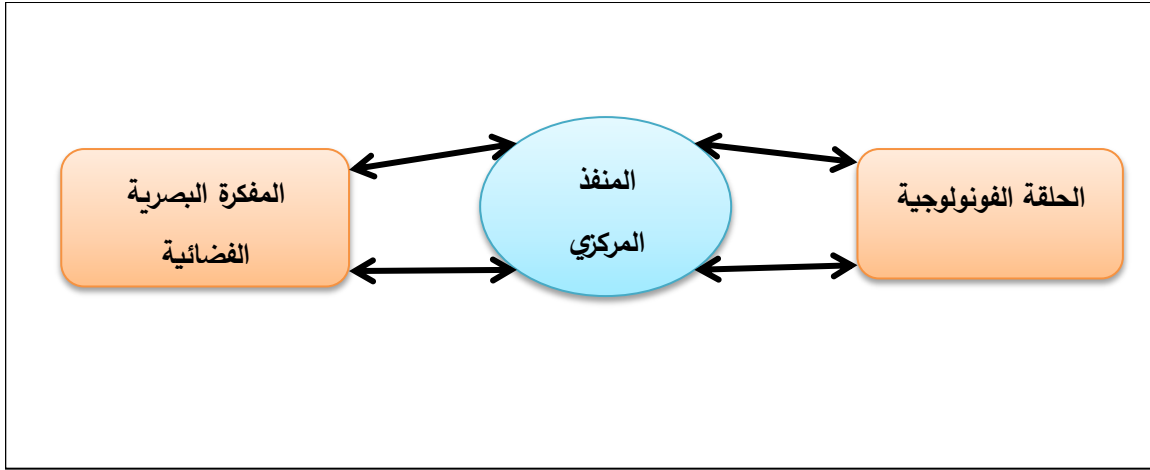 الحلقة الفونولوجية
المنفذ
المركزي
المفكرة البصرية
الفضائية